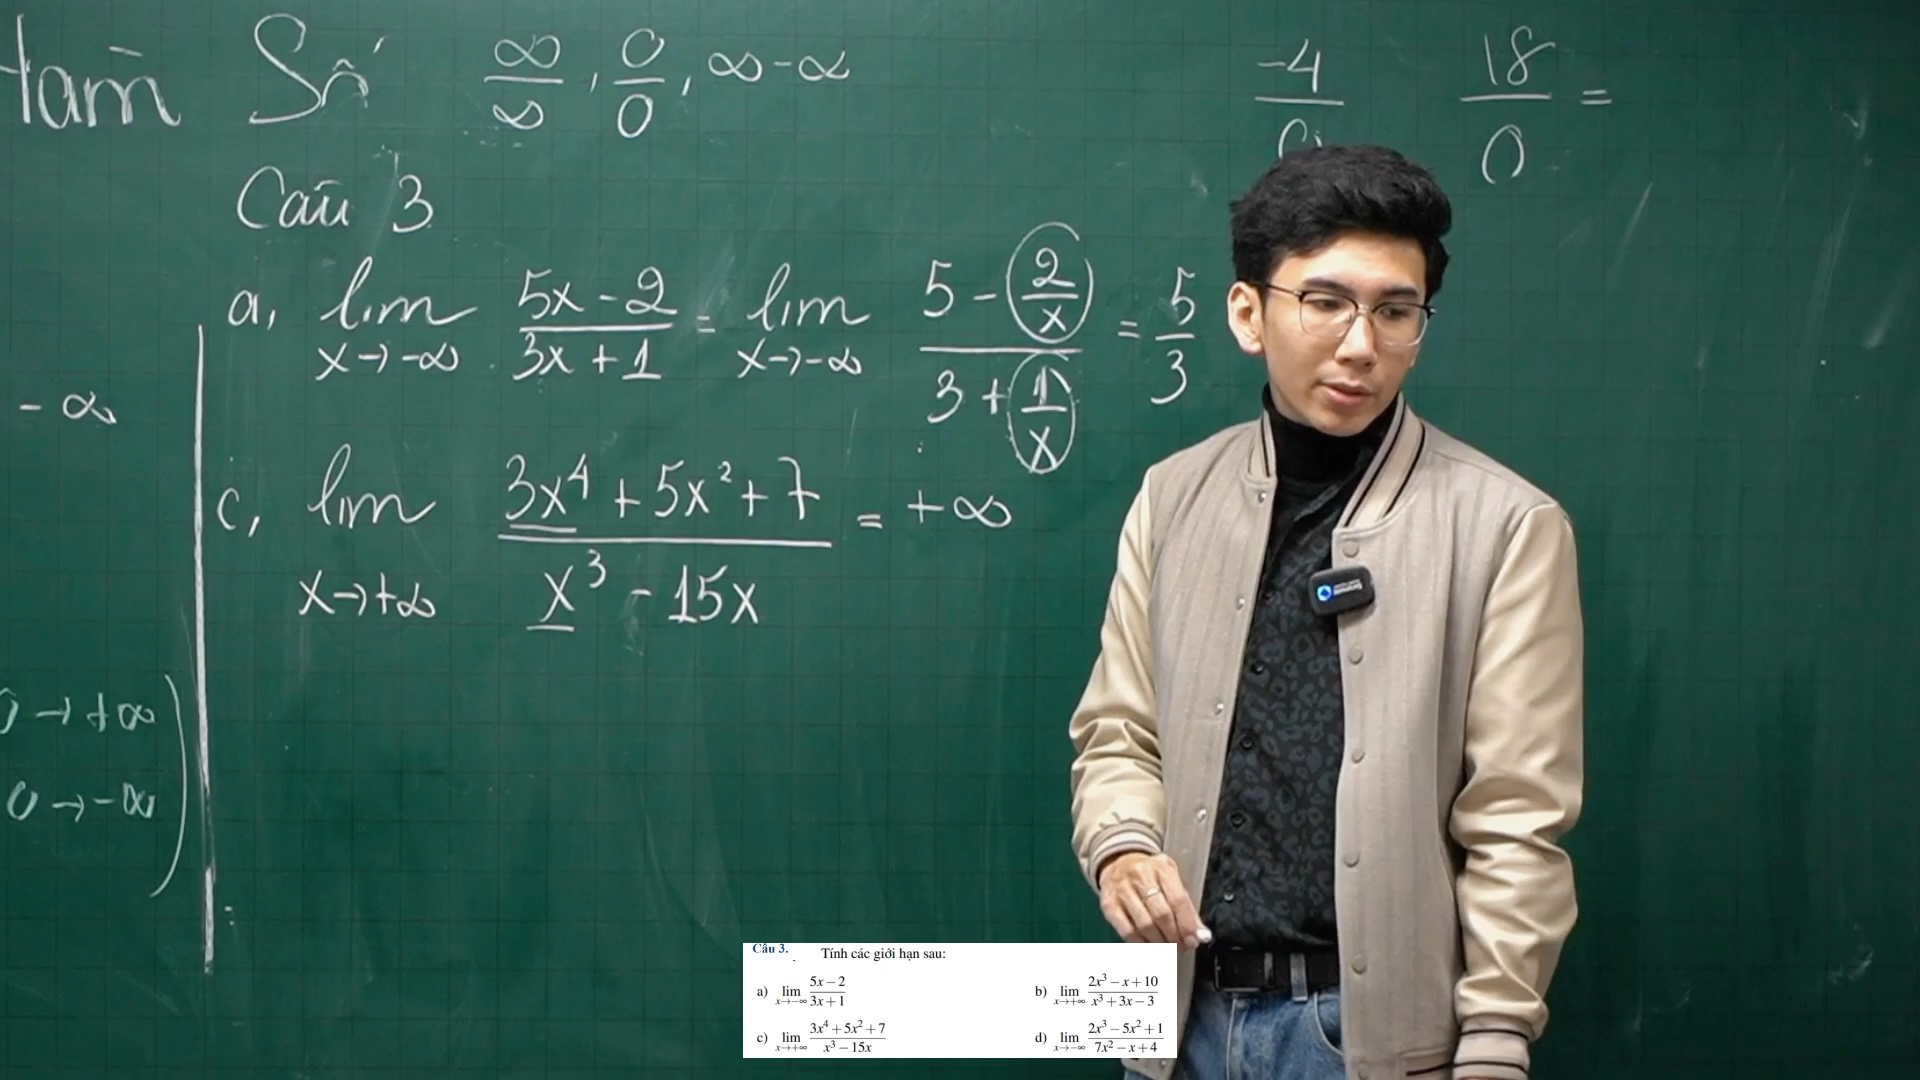 Hàm Số ∞/∞, 0/0, ∞-∞
-4/0 18/0 =
Câu 3
a, lim x→-∞ (5x-2)/(3x+1) = lim x→-∞ (5 - 2/x)/(3 + 1/x) = 5/3
- ∞
c, lim x→+∞ (3x⁴ + 5x² + 7)/(x³ - 15x) = +∞
→ +∞
0 → -∞
Câu 3. Tính các giới hạn sau:
a) lim x→-∞ (5x-2)/(3x+1) b) lim x→+∞ (2x³-x+10)/(x³+3x-3)
c) lim x→+∞ (3x⁴+5x²+7)/(x³-15x) d) lim x→-∞ (2x³-5x²+1)/(7x²-x+4)